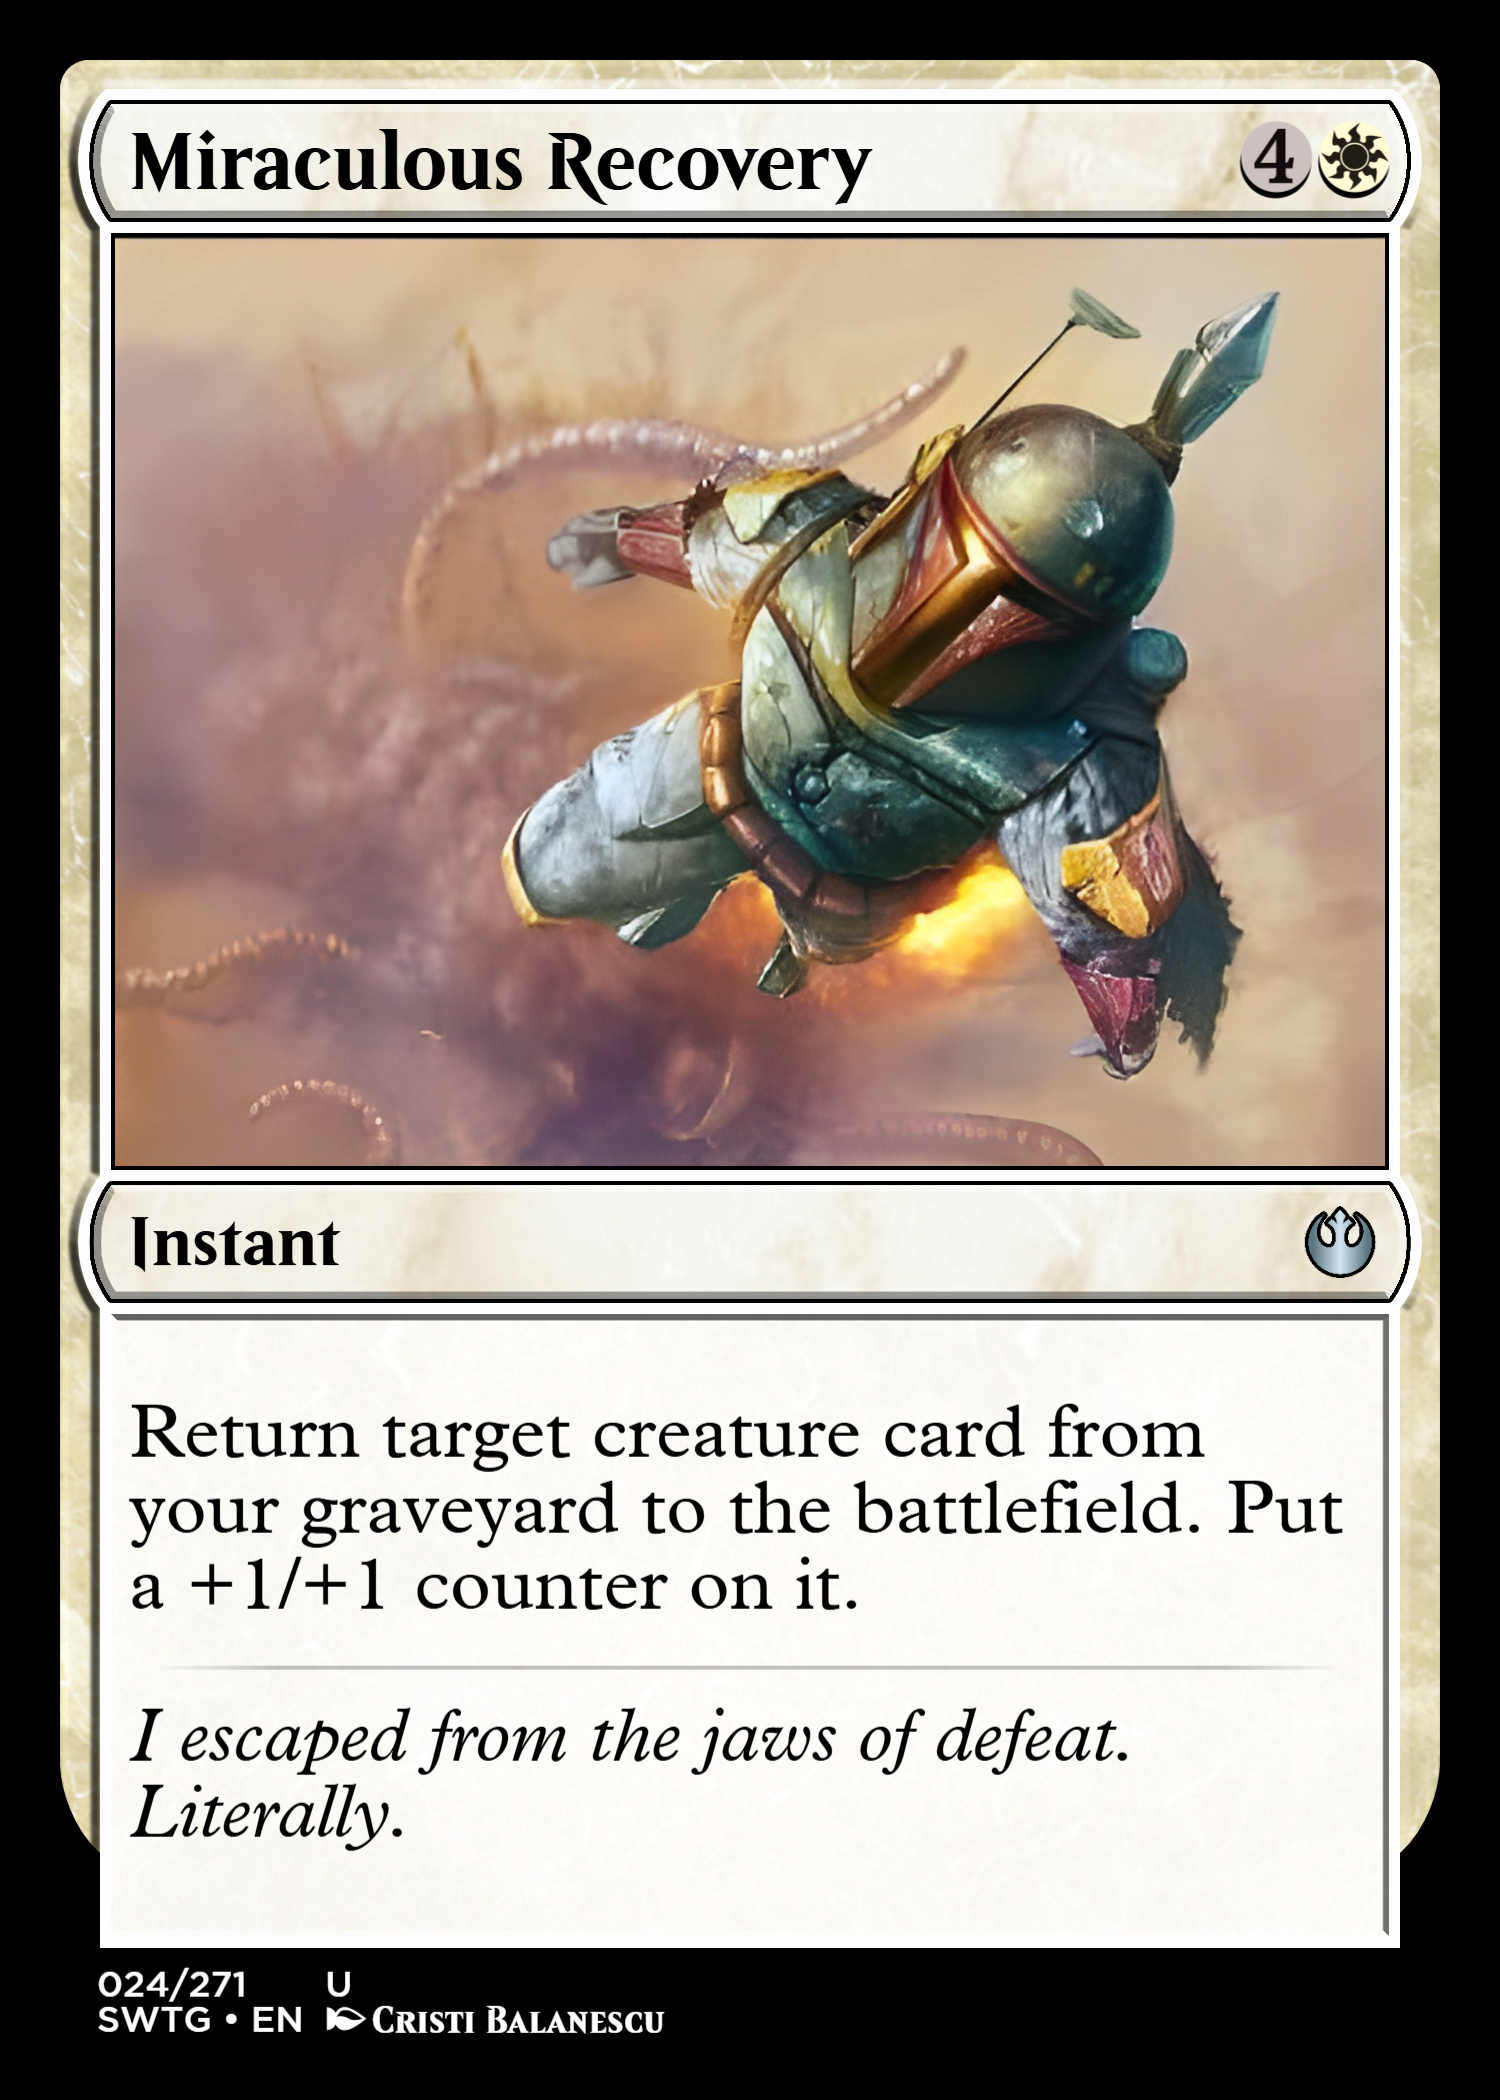 Miraculous Recovery 4
Instant
Return target creature card from
your graveyard to the battlefield. Put
a +1/+1 counter on it.
I escaped from the jaws of defeat.
Literally.
024/271 U
SWTG • EN Cristi Balanescu